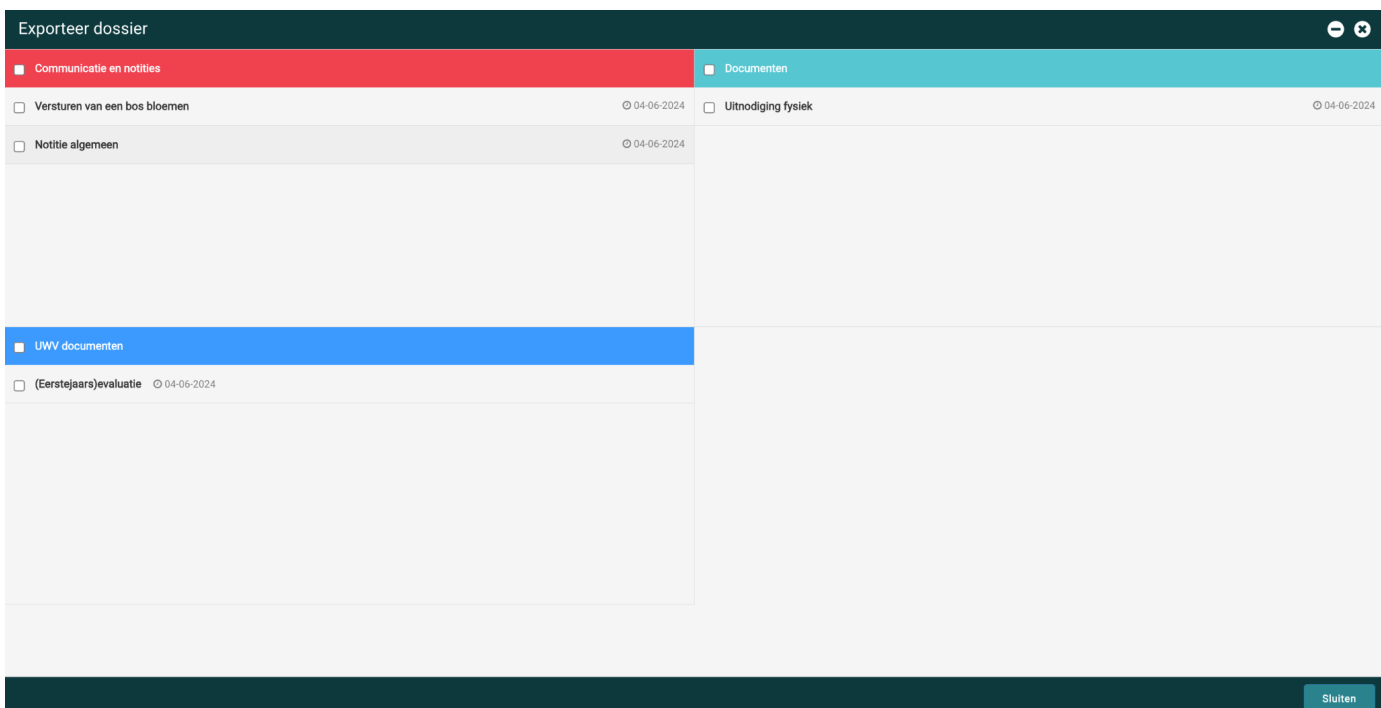 Exporteer dossier
Communicatie en notities
Versturen van een bos bloemen 04-06-2024
Notitie algemeen 04-06-2024
Documenten
Uitnodiging fysiek 04-06-2024
UWV documenten
(Eerstejaars)evaluatie 04-06-2024
Sluiten